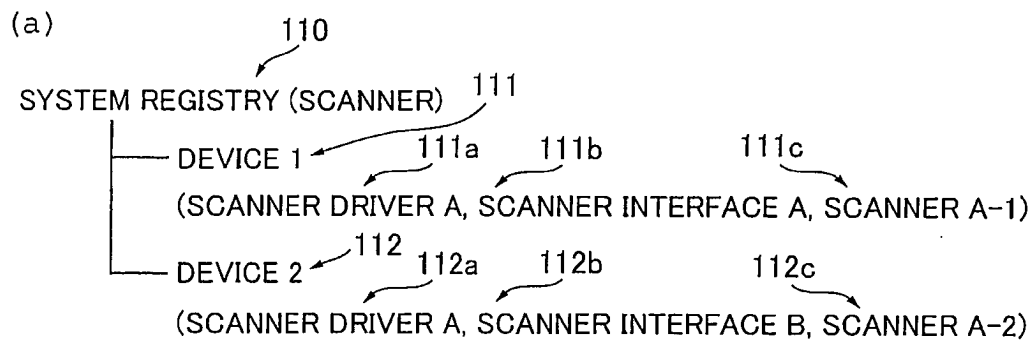 (a)
110
SYSTEM REGISTRY (SCANNER)
111
DEVICE 1
111a 111b 111c
(SCANNER DRIVER A, SCANNER INTERFACE A, SCANNER A-1)
112
DEVICE 2
112a 112b 112c
(SCANNER DRIVER A, SCANNER INTERFACE B, SCANNER A-2)